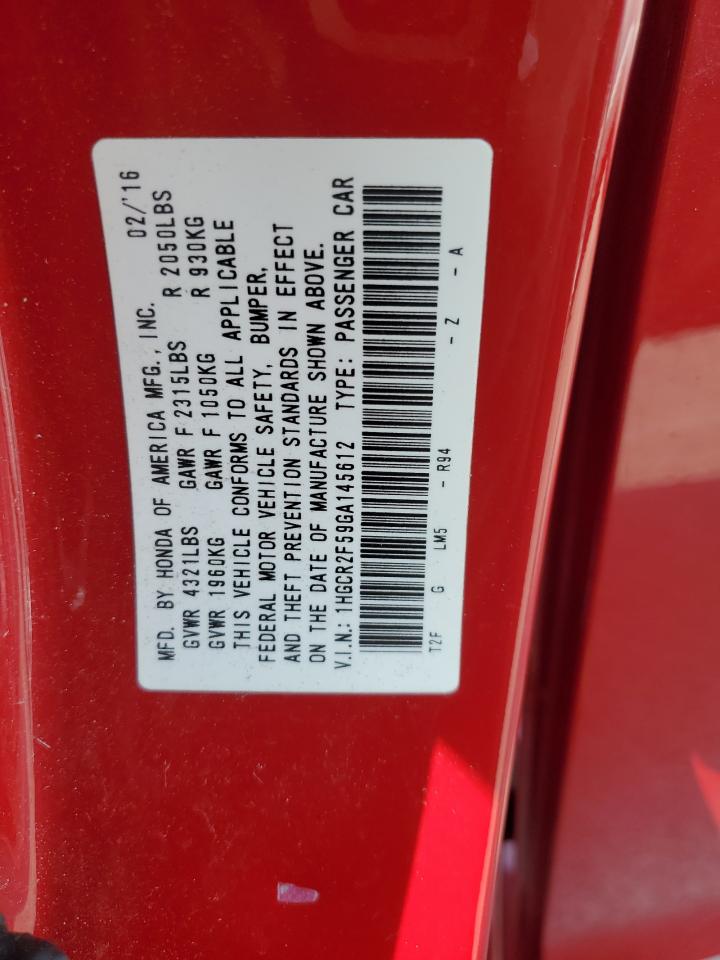 MFD. BY HONDA OF AMERICA MFG., INC. 02/'16
GVWR 4321LBS GAWR F 2315LBS R 2050LBS
GVWR 1960KG GAWR F 1050KG R 930KG
THIS VEHICLE CONFORMS TO ALL APPLICABLE
FEDERAL MOTOR VEHICLE SAFETY, BUMPER,
AND THEFT PREVENTION STANDARDS IN EFFECT
ON THE DATE OF MANUFACTURE SHOWN ABOVE.
V.I.N.: 1HGCR2F59GA145612 TYPE: PASSENGER CAR
T2F G LM5 - R94 - Z - A